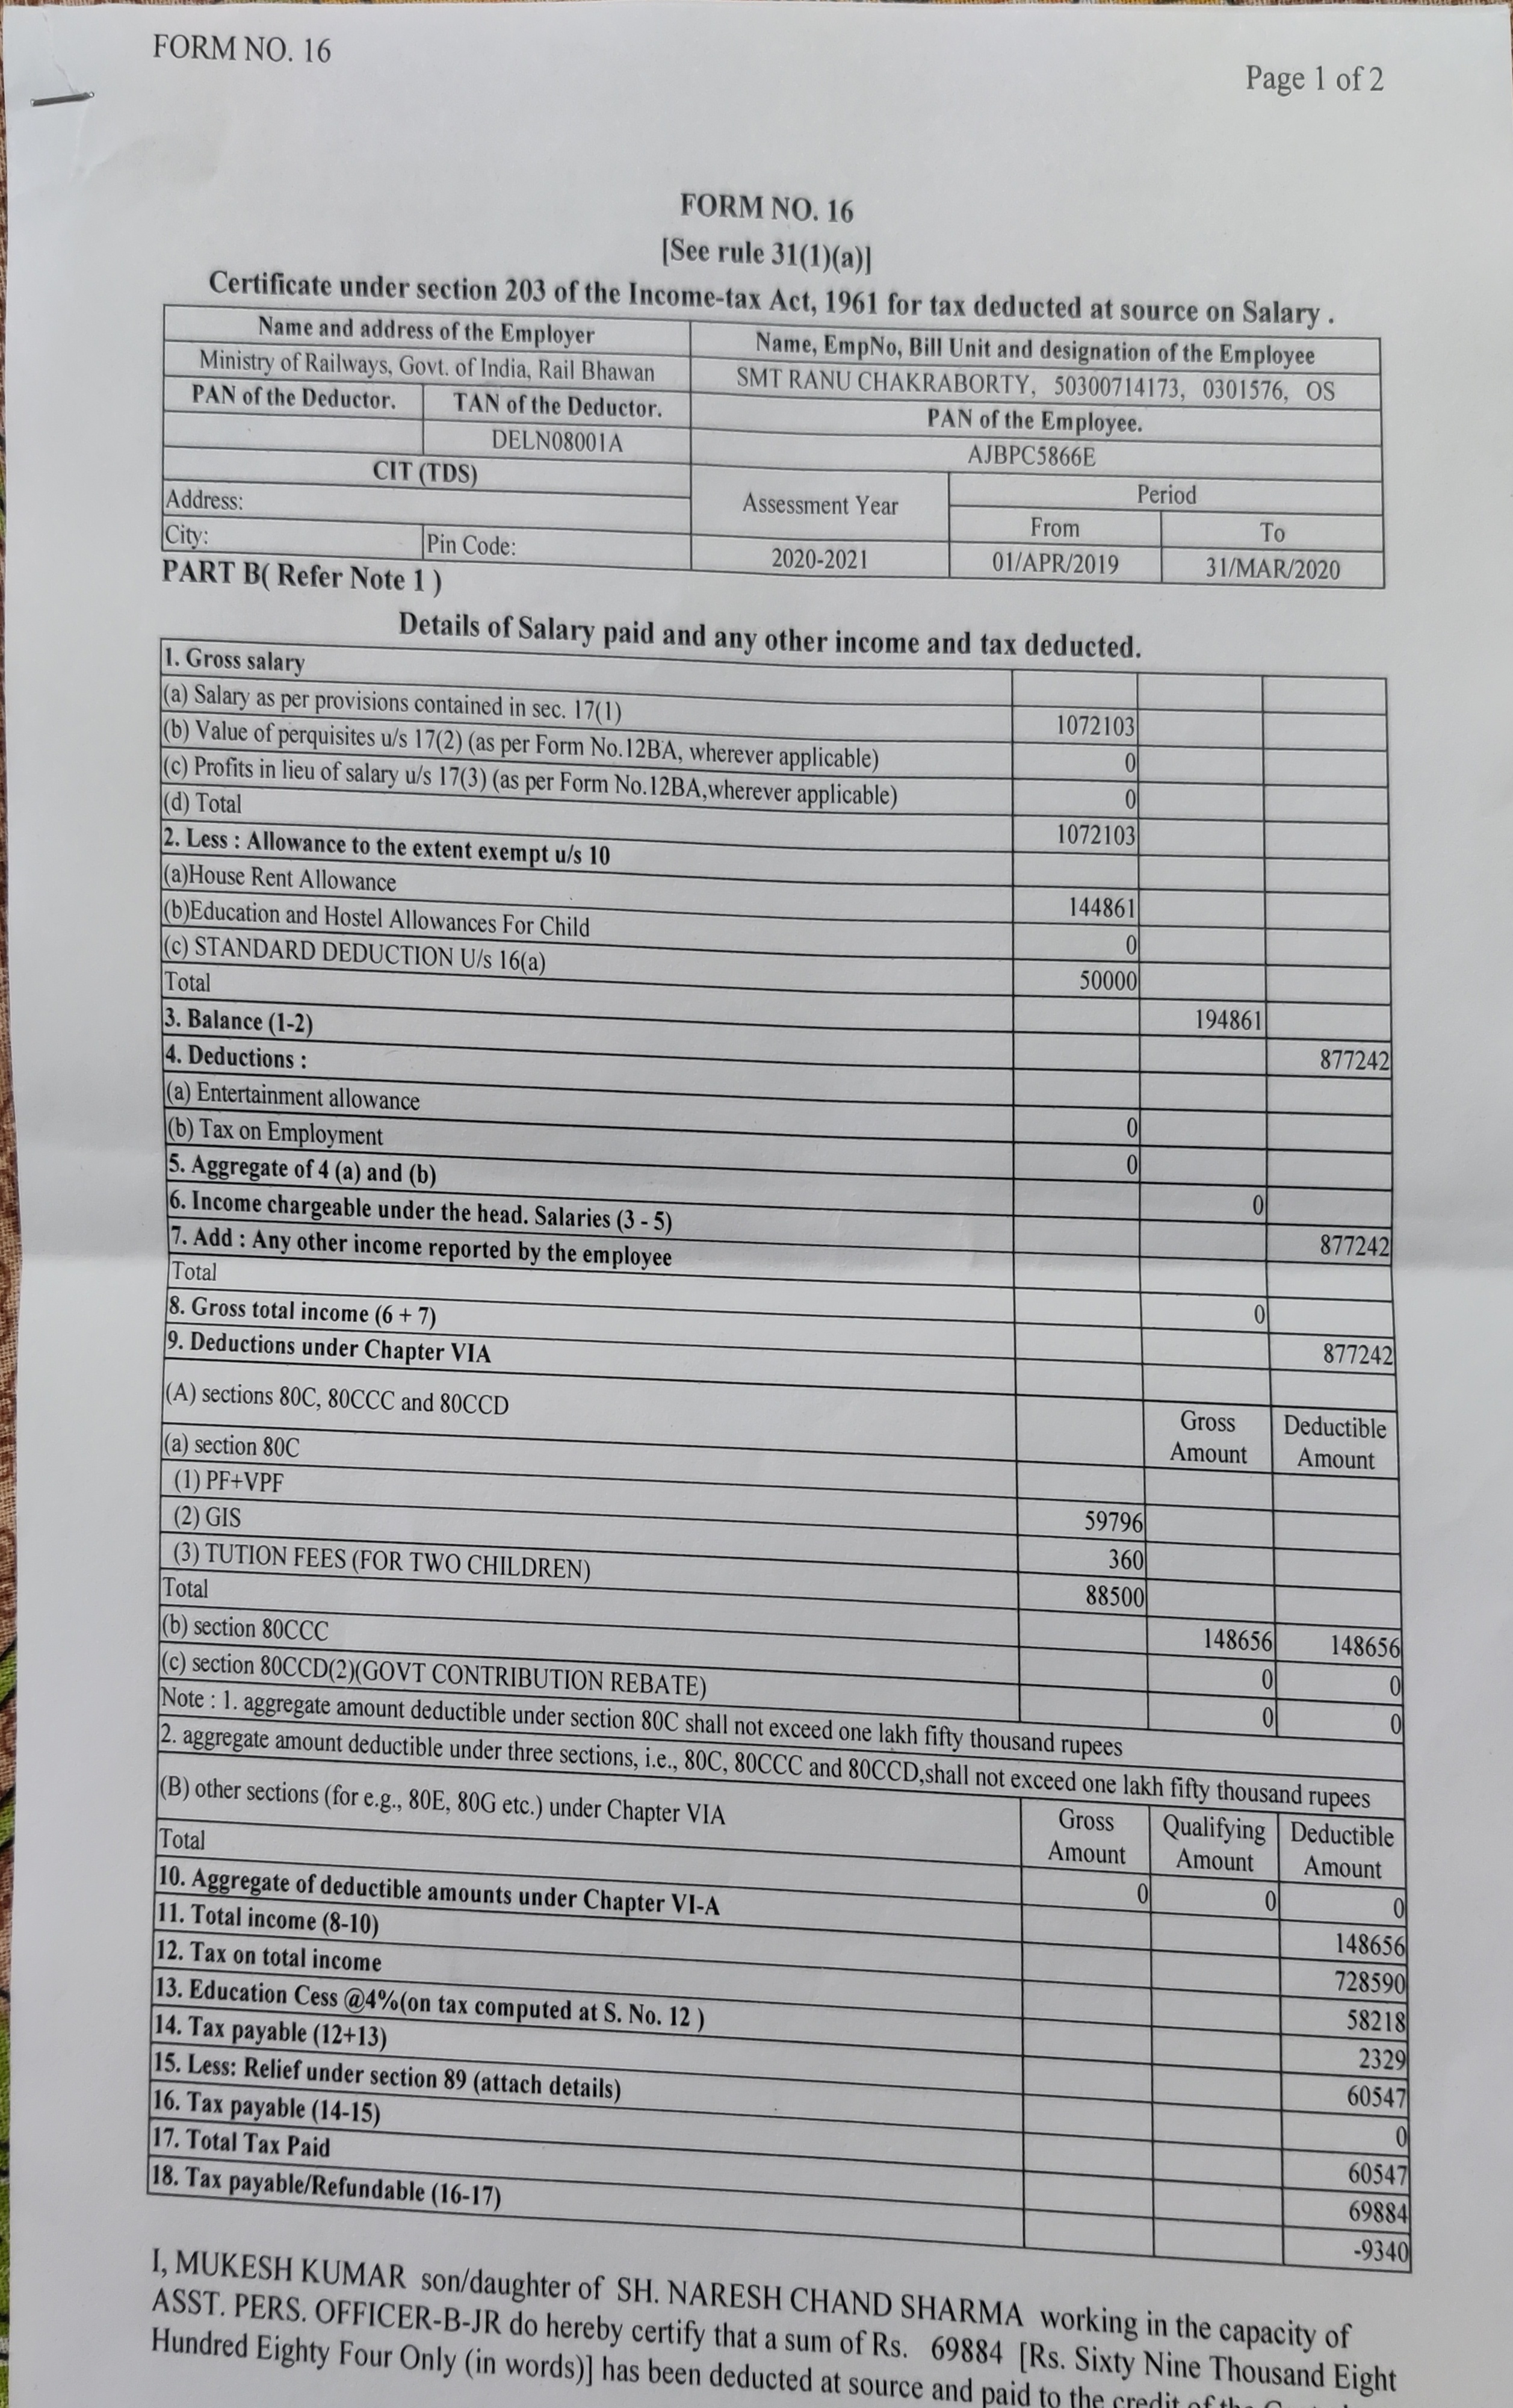 FORM NO. 16
Page 1 of 2
FORM NO. 16
[See rule 31(1)(a)]
Certificate under section 203 of the Income-tax Act, 1961 for tax deducted at source on Salary .
Name and address of the Employer Name, EmpNo, Bill Unit and designation of the Employee
Ministry of Railways, Govt. of India, Rail Bhawan SMT RANU CHAKRABORTY, 50300714173, 0301576, OS
PAN of the Deductor. TAN of the Deductor. PAN of the Employee.
DELN08001A AJBPC5866E
CIT (TDS) Assessment Year Period
Address: From To
City: Pin Code: 2020-2021 01/APR/2019 31/MAR/2020
PART B( Refer Note 1 )
Details of Salary paid and any other income and tax deducted.
1. Gross salary
(a) Salary as per provisions contained in sec. 17(1) 1072103
(b) Value of perquisites u/s 17(2) (as per Form No.12BA, wherever applicable) 0
(c) Profits in lieu of salary u/s 17(3) (as per Form No.12BA,wherever applicable) 0
(d) Total 1072103
2. Less : Allowance to the extent exempt u/s 10
(a)House Rent Allowance 144861
(b)Education and Hostel Allowances For Child 0
(c) STANDARD DEDUCTION U/s 16(a) 50000
Total 194861
3. Balance (1-2) 877242
4. Deductions :
(a) Entertainment allowance 0
(b) Tax on Employment 0
5. Aggregate of 4 (a) and (b) 0
6. Income chargeable under the head. Salaries (3 - 5) 877242
7. Add : Any other income reported by the employee
Total 0
8. Gross total income (6 + 7) 877242
9. Deductions under Chapter VIA
(A) sections 80C, 80CCC and 80CCD Gross Amount Deductible Amount
(a) section 80C
(1) PF+VPF 59796
(2) GIS 360
(3) TUTION FEES (FOR TWO CHILDREN) 88500
Total 148656 148656
(b) section 80CCC 0 0
(c) section 80CCD(2)(GOVT CONTRIBUTION REBATE) 0 0
Note : 1. aggregate amount deductible under section 80C shall not exceed one lakh fifty thousand rupees
2. aggregate amount deductible under three sections, i.e., 80C, 80CCC and 80CCD,shall not exceed one lakh fifty thousand rupees
(B) other sections (for e.g., 80E, 80G etc.) under Chapter VIA Gross Amount Qualifying Amount Deductible Amount
Total 0 0 0
10. Aggregate of deductible amounts under Chapter VI-A 148656
11. Total income (8-10) 728590
12. Tax on total income 58218
13. Education Cess @4%(on tax computed at S. No. 12 ) 2329
14. Tax payable (12+13) 60547
15. Less: Relief under section 89 (attach details) 0
16. Tax payable (14-15) 60547
17. Total Tax Paid 69884
18. Tax payable/Refundable (16-17) -9340
I, MUKESH KUMAR son/daughter of SH. NARESH CHAND SHARMA working in the capacity of
ASST. PERS. OFFICER-B-JR do hereby certify that a sum of Rs. 69884 [Rs. Sixty Nine Thousand Eight
Hundred Eighty Four Only (in words)] has been deducted at source and paid to the credit of the